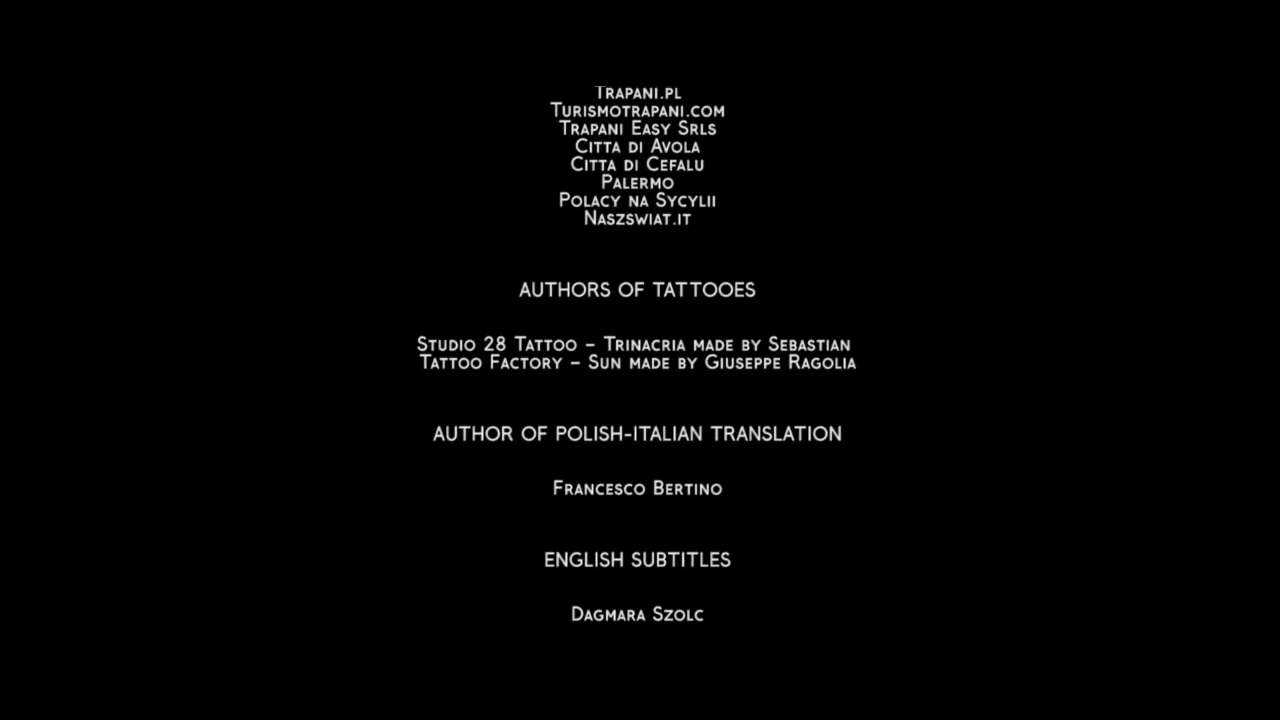 Trapani.pl
Turismotrapani.com
Trapani Easy Srls
Citta di Avola
Citta di Cefalu
Palermo
Polacy na Sycylii
Naszswiat.it
AUTHORS OF TATTOOES
Studio 28 Tattoo – Trinacria made by Sebastian
Tattoo Factory – Sun made by Giuseppe Ragolia
AUTHOR OF POLISH-ITALIAN TRANSLATION
Francesco Bertino
ENGLISH SUBTITLES
Dagmara Szolc